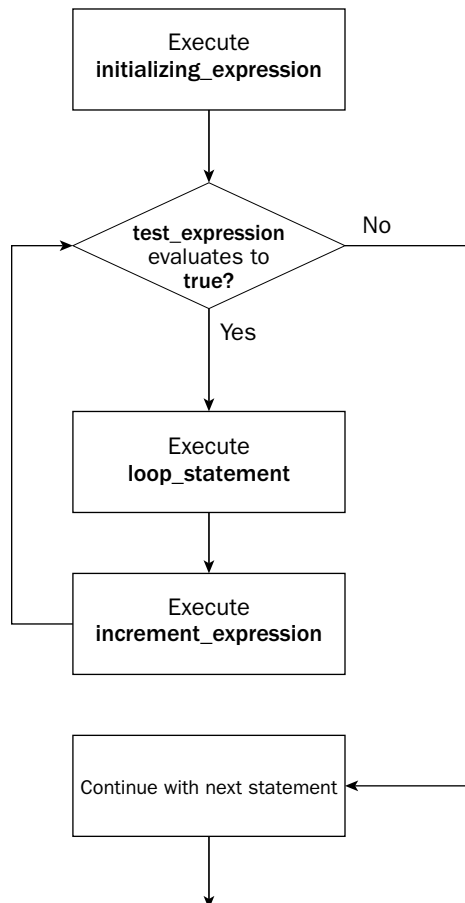 Execute
initializing_expression
test_expression
evaluates to
true?
No
Yes
Execute
loop_statement
Execute
increment_expression
Continue with next statement